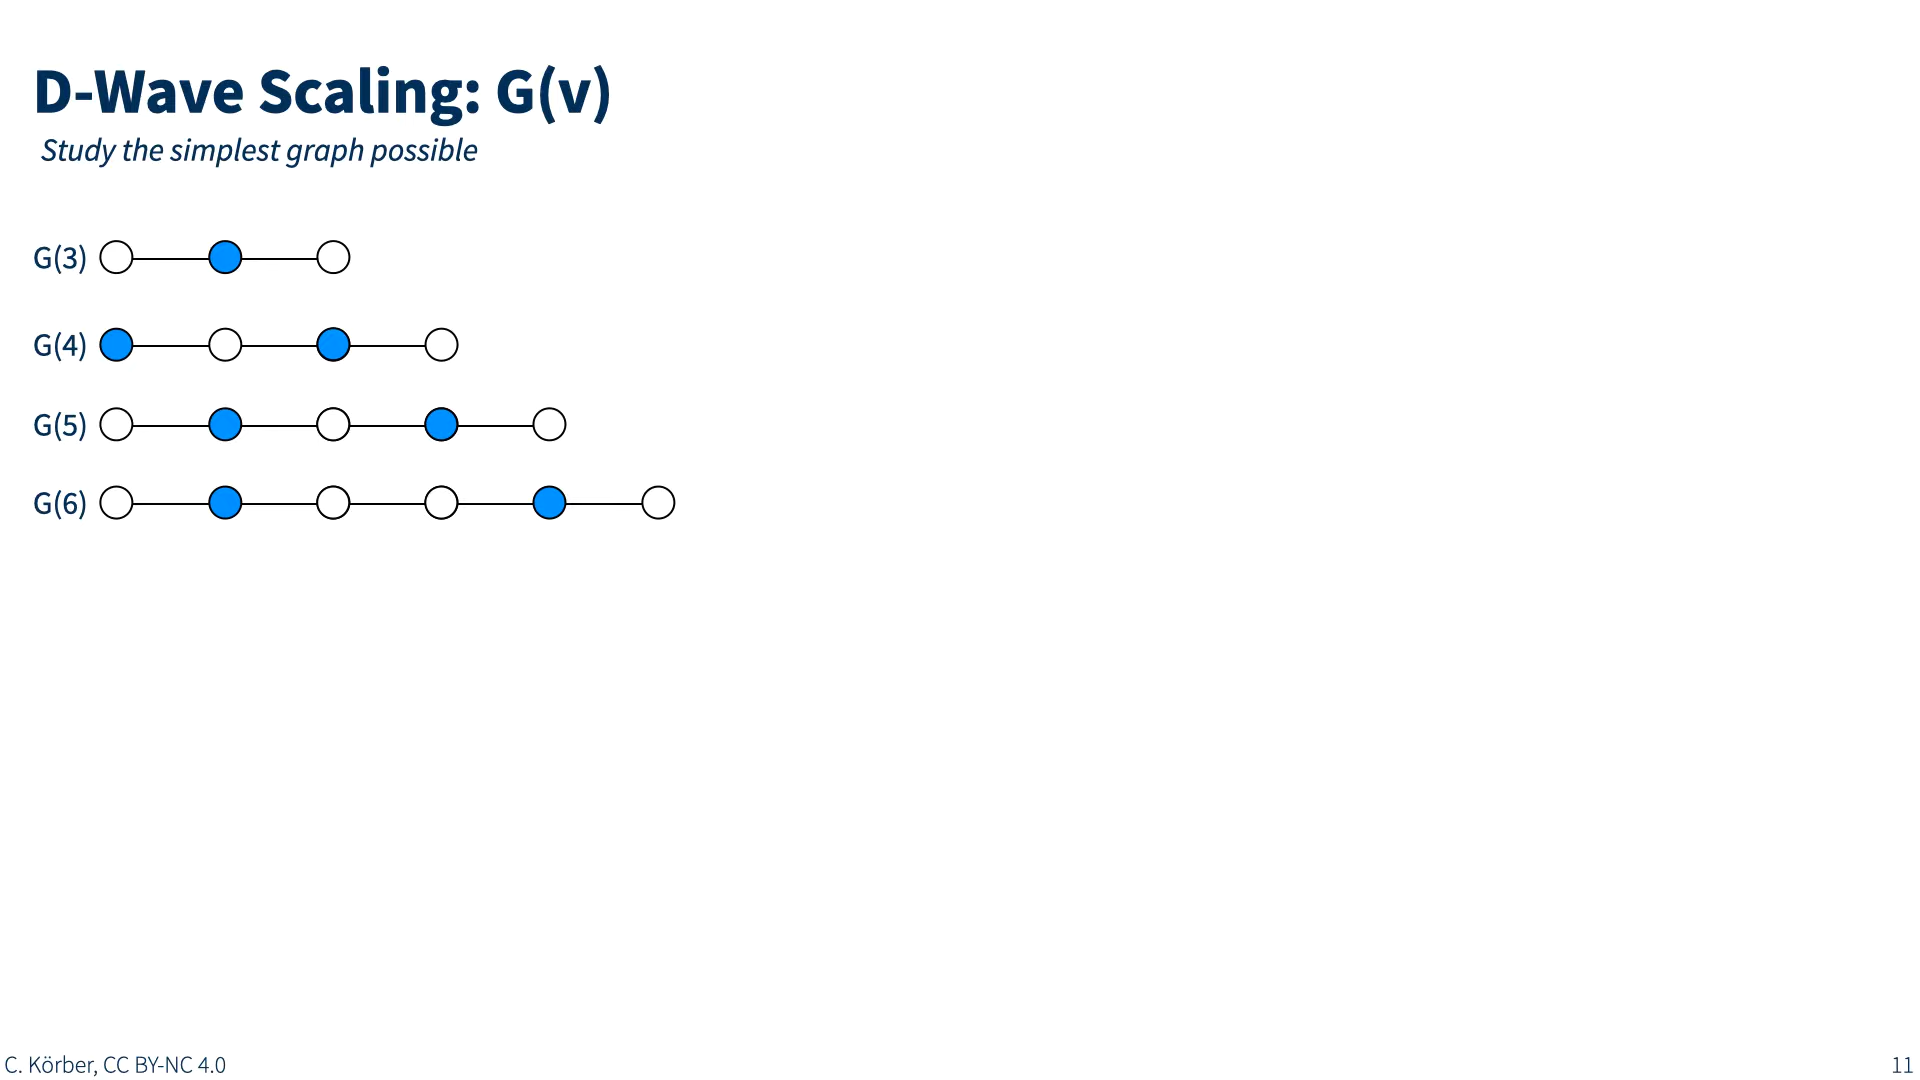 D-Wave Scaling: G(v)
Study the simplest graph possible
G(3)
G(4)
G(5)
G(6)
C. Körber, CC BY-NC 4.0
11